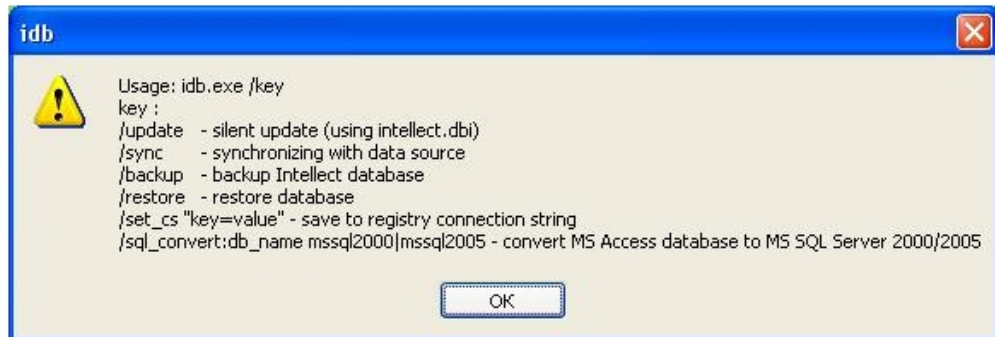 idb
Usage: idb.exe /key
key :
/update - silent update (using intellect.dbi)
/sync - synchronizing with data source
/backup - backup Intellect database
/restore - restore database
/set_cs "key=value" - save to registry connection string
/sql_convert:db_name mssql2000|mssql2005 - convert MS Access database to MS SQL Server 2000/2005
OK